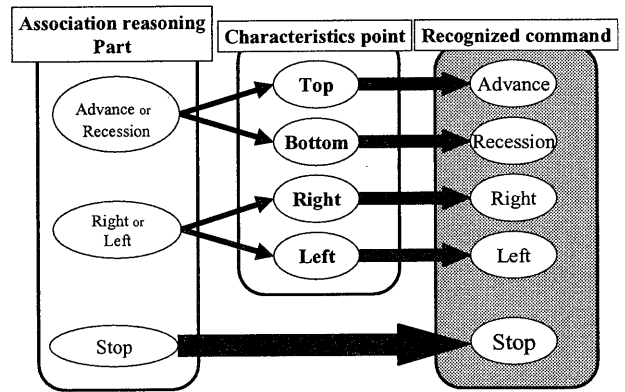 Association reasoning
Part
Characteristics point
Recognized command
Advance or
Recession
Top
Advance
Bottom
Recession
Right or
Left
Right
Right
Left
Left
Stop
Stop